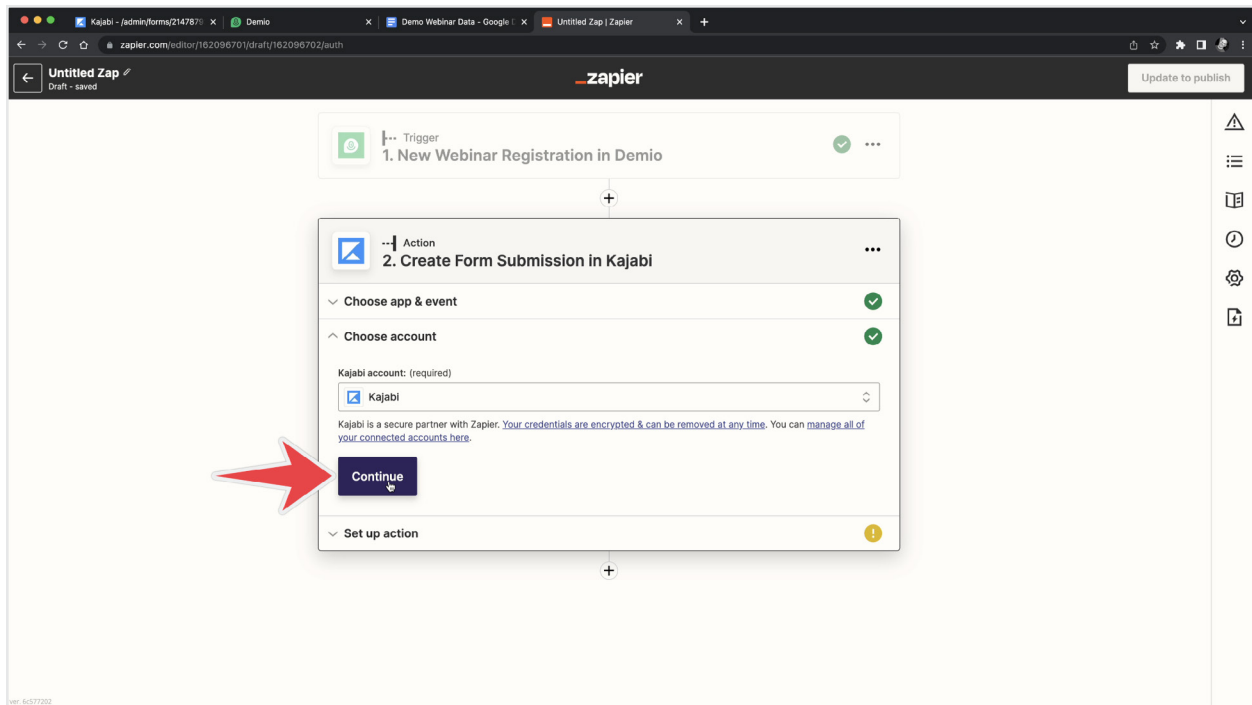 Kajabi - /admin/forms/2147879
Demio
Demo Webinar Data - Google
Untitled Zap | Zapier
zapier.com/editor/162096701/draft/162096702/auth
Untitled Zap
Draft - saved
_zapier
Update to publish
Trigger
1. New Webinar Registration in Demio
Action
2. Create Form Submission in Kajabi
Choose app & event
Choose account
Kajabi account: (required)
Kajabi
Kajabi is a secure partner with Zapier. Your credentials are encrypted & can be removed at any time. You can manage all of
your connected accounts here.
Continue
Set up action
ver. 6c577202